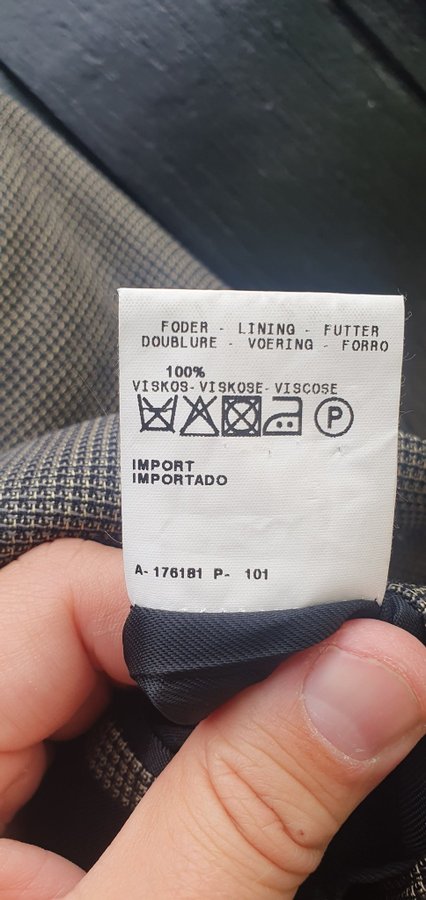 FODER - LINING - FUTTER
DOUBLURE - VOERING - FORRO
100%
VISKOS-VISKOSE-VISCOSE
P
IMPORT
IMPORTADO
A- 176181 P- 101